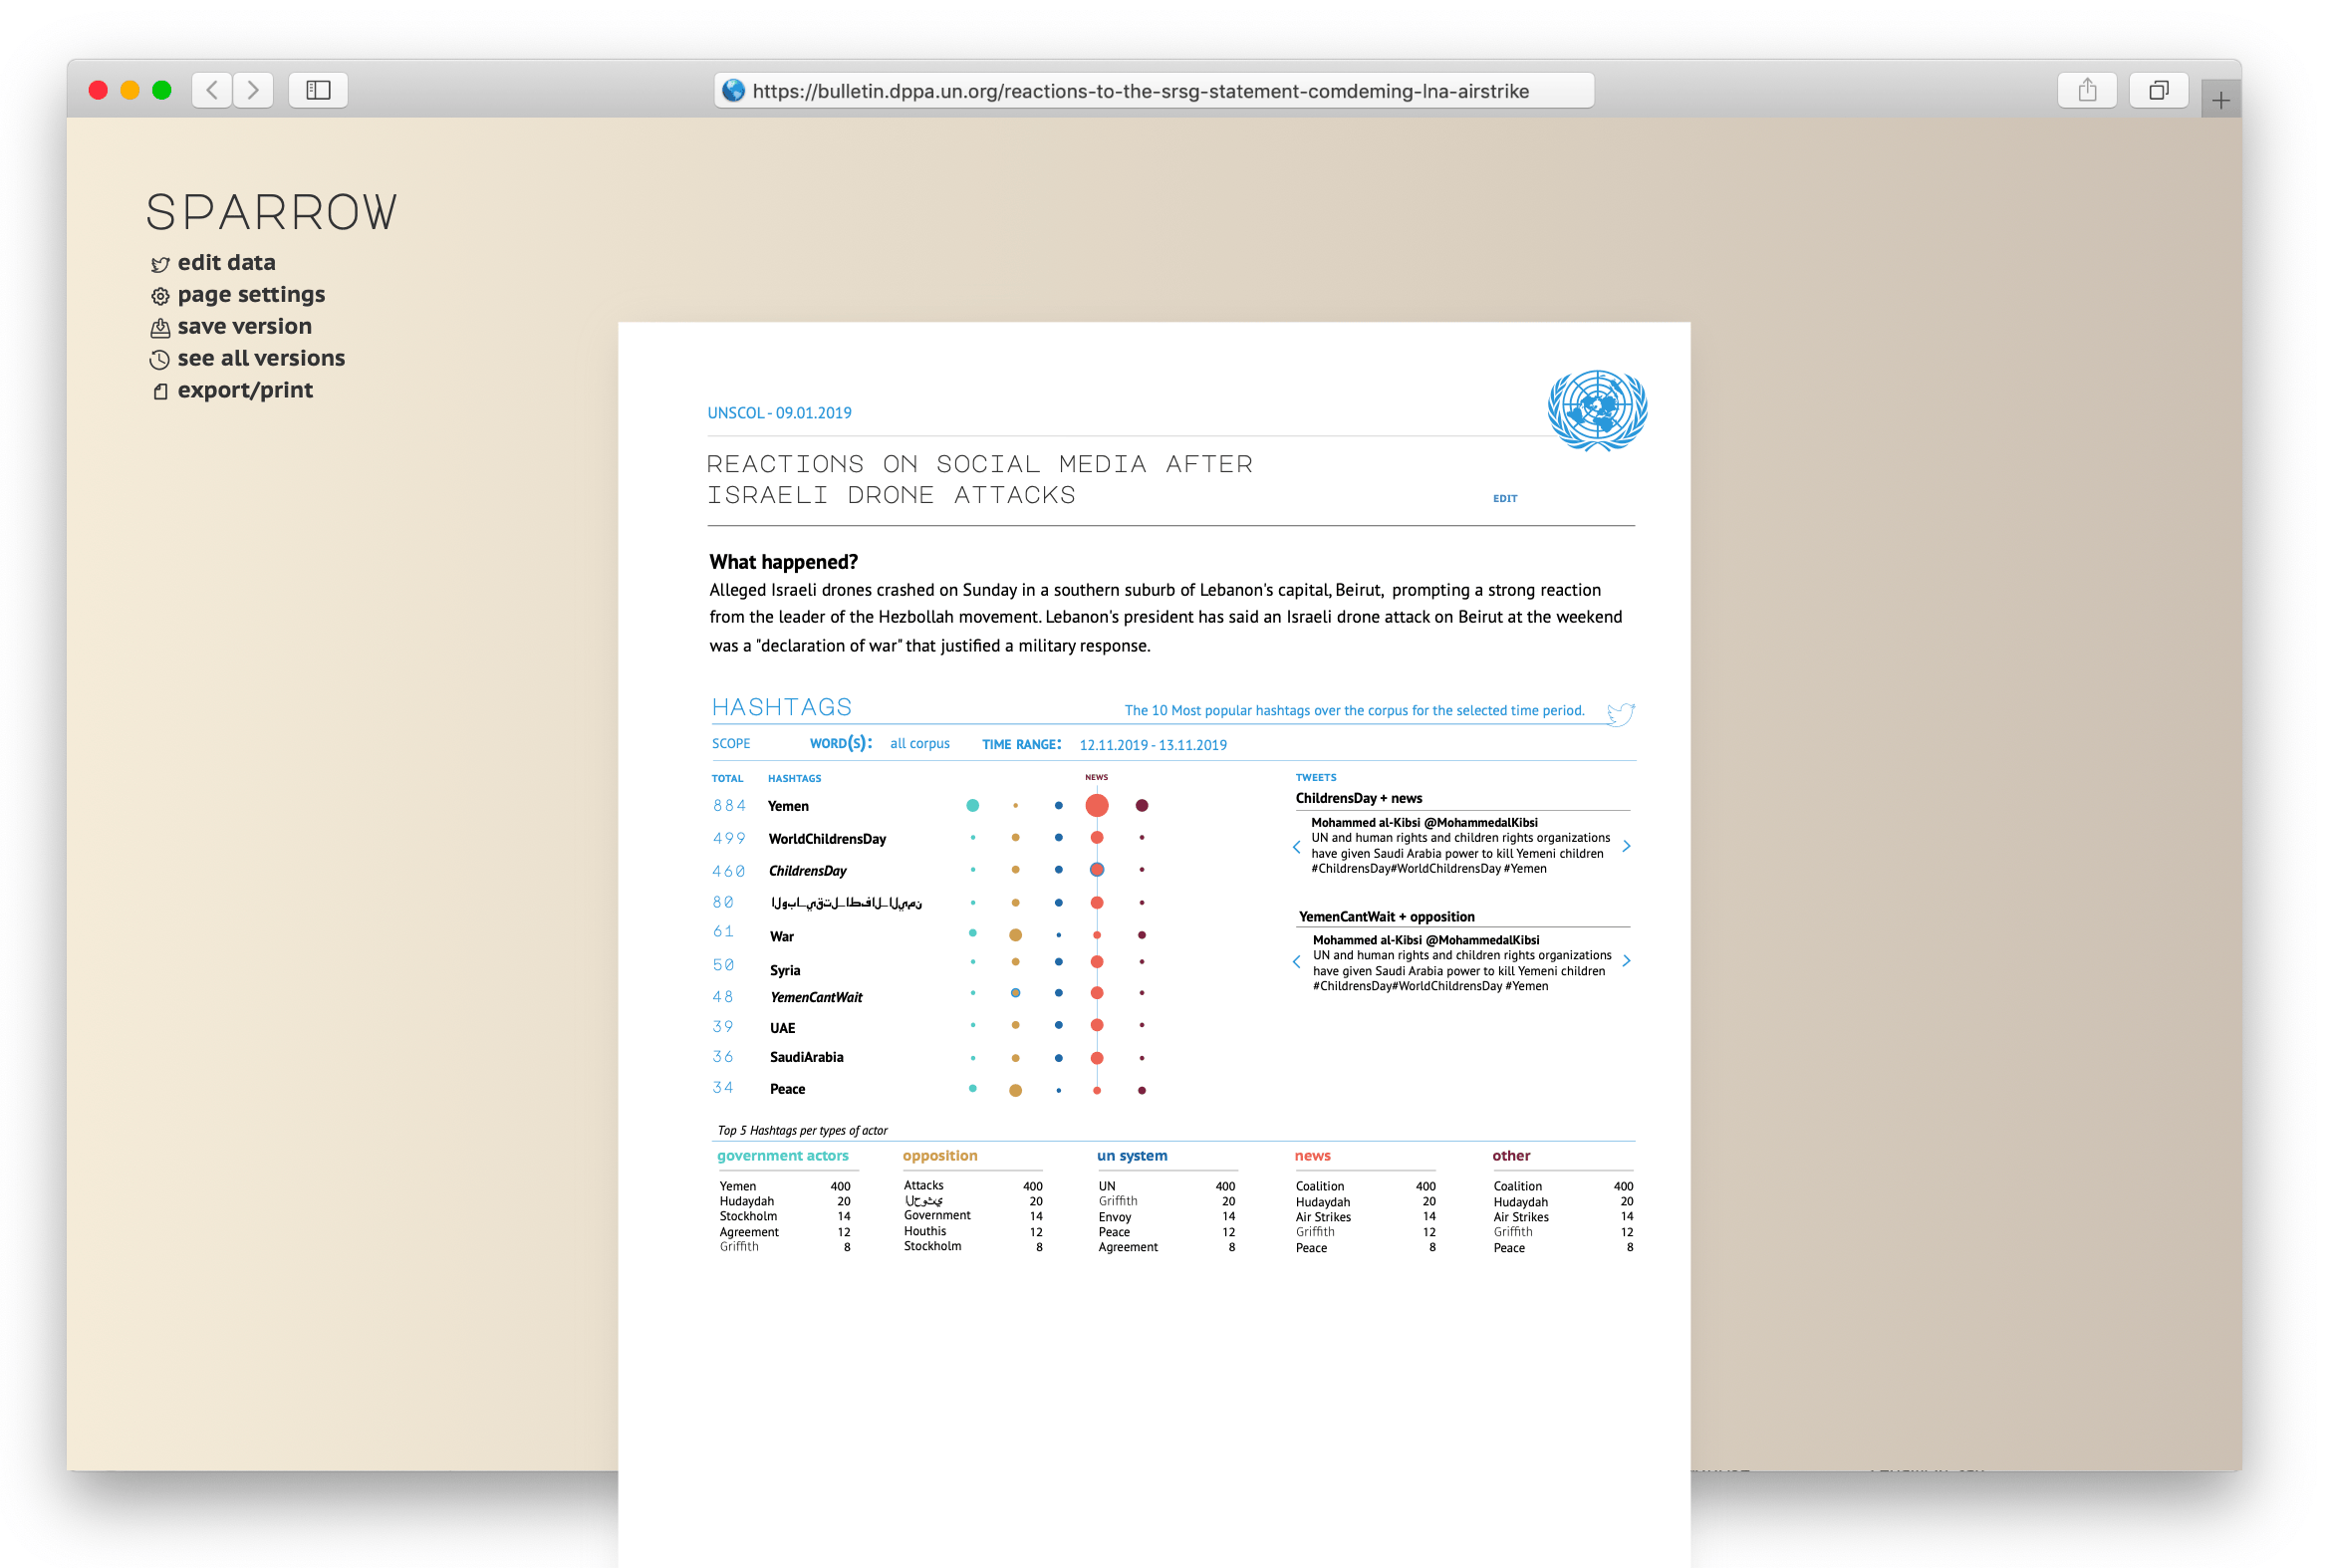 https://bulletin.dppa.un.org/reactions-to-the-srsg-statement-comdeming-lna-airstrike
SPARROW
edit data
page settings
save version
see all versions
export/print
UNSCOL - 09.01.2019
REACTIONS ON SOCIAL MEDIA AFTER
ISRAELI DRONE ATTACKS
EDIT
What happened?
Alleged Israeli drones crashed on Sunday in a southern suburb of Lebanon's capital, Beirut, prompting a strong reaction
from the leader of the Hezbollah movement. Lebanon's president has said an Israeli drone attack on Beirut at the weekend
was a "declaration of war" that justified a military response.
HASHTAGS The 10 Most popular hashtags over the corpus for the selected time period.
SCOPE WORD(S): all corpus TIME RANGE: 12.11.2019 - 13.11.2019
TOTAL HASHTAGS NEWS
884 Yemen
499 WorldChildrensDay
460 ChildrensDay
80 الوبا_يقتل_اطفال_اليمن
61 War
50 Syria
48 YemenCantWait
39 UAE
36 SaudiArabia
34 Peace
TWEETS
ChildrensDay + news
Mohammed al-Kibsi @MohammedalKibsi
UN and human rights and children rights organizations
have given Saudi Arabia power to kill Yemeni children
#ChildrensDay#WorldChildrensDay #Yemen
YemenCantWait + opposition
Mohammed al-Kibsi @MohammedalKibsi
UN and human rights and children rights organizations
have given Saudi Arabia power to kill Yemeni children
#ChildrensDay#WorldChildrensDay #Yemen
Top 5 Hashtags per types of actor
government actors
Yemen 400
Hudaydah 20
Stockholm 14
Agreement 12
Griffith 8
opposition
Attacks 400
الحوثي 20
Government 14
Houthis 12
Stockholm 8
un system
UN 400
Griffith 20
Envoy 14
Peace 12
Agreement 8
news
Coalition 400
Hudaydah 20
Air Strikes 14
Griffith 12
Peace 8
other
Coalition 400
Hudaydah 20
Air Strikes 14
Griffith 12
Peace 8